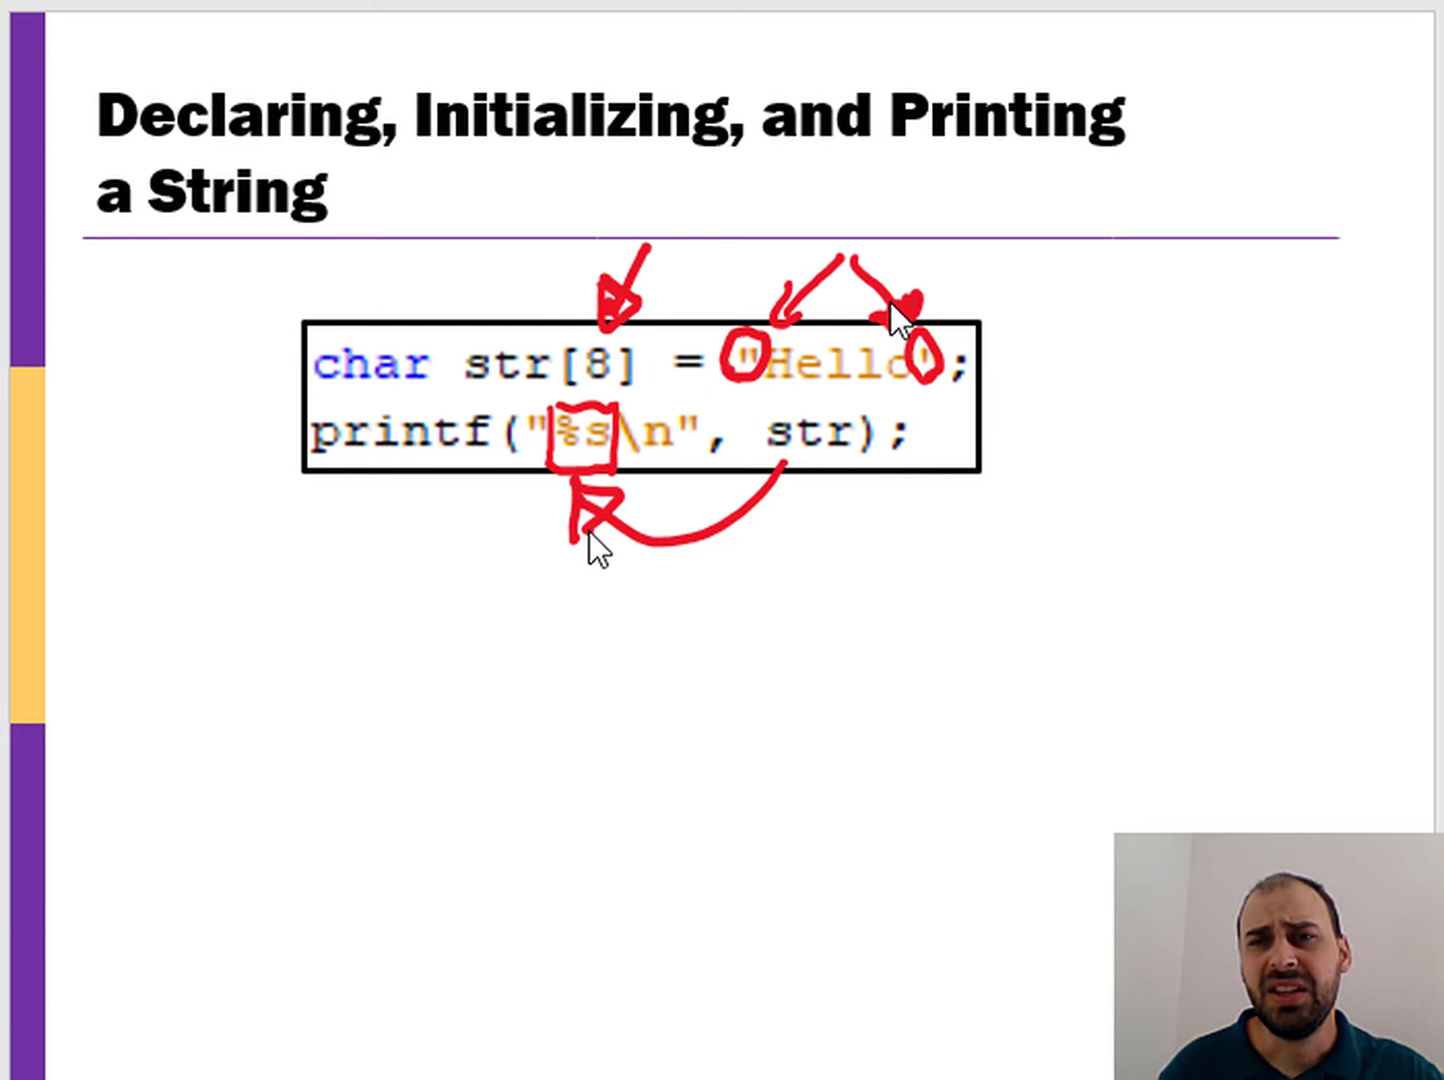 Declaring, Initializing, and Printing
a String
char str[8] = "Hello";
printf("%s\n", str);